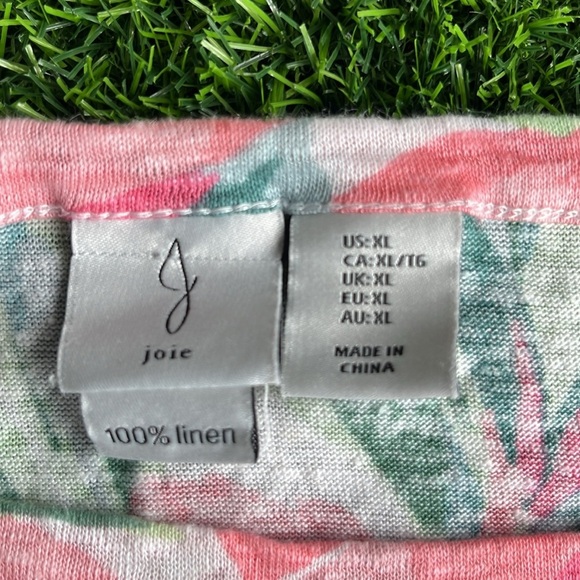 J
joie
100% linen
US: XL
CA: XL/TG
UK: XL
EU: XL
AU: XL
MADE IN
CHINA